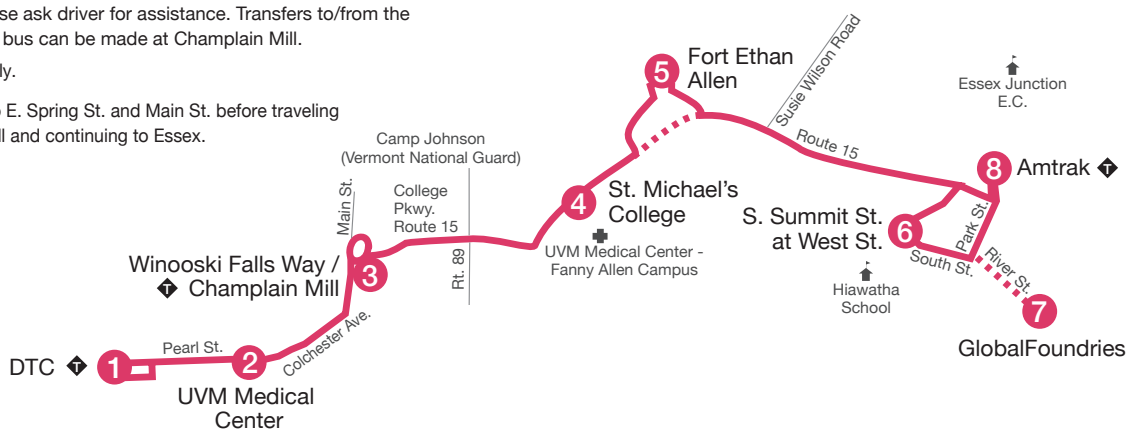 se ask driver for assistance. Transfers to/from the
bus can be made at Champlain Mill.
ly.
E. Spring St. and Main St. before traveling
ll and continuing to Essex.
5
Fort Ethan
Allen
Susie Wilson Road
Essex Junction
E.C.
Camp Johnson
(Vermont National Guard)
Route 15
8
Amtrak T
Main St.
College
Pkwy.
Route 15
Rt. 89
4
St. Michael's
College
UVM Medical Center -
Fanny Allen Campus
S. Summit St.
at West St.
6
Park St.
South St.
River St.
Hiawatha
School
7
GlobalFoundries
Winooski Falls Way /
T Champlain Mill
3
Colchester Ave.
Pearl St.
DTC T
1
2
UVM Medical
Center